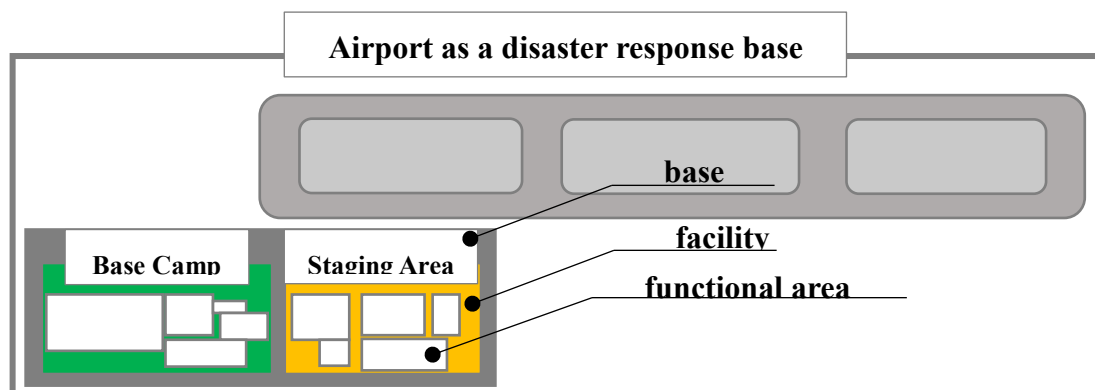 Airport as a disaster response base
base
facility
functional area
Base Camp
Staging Area